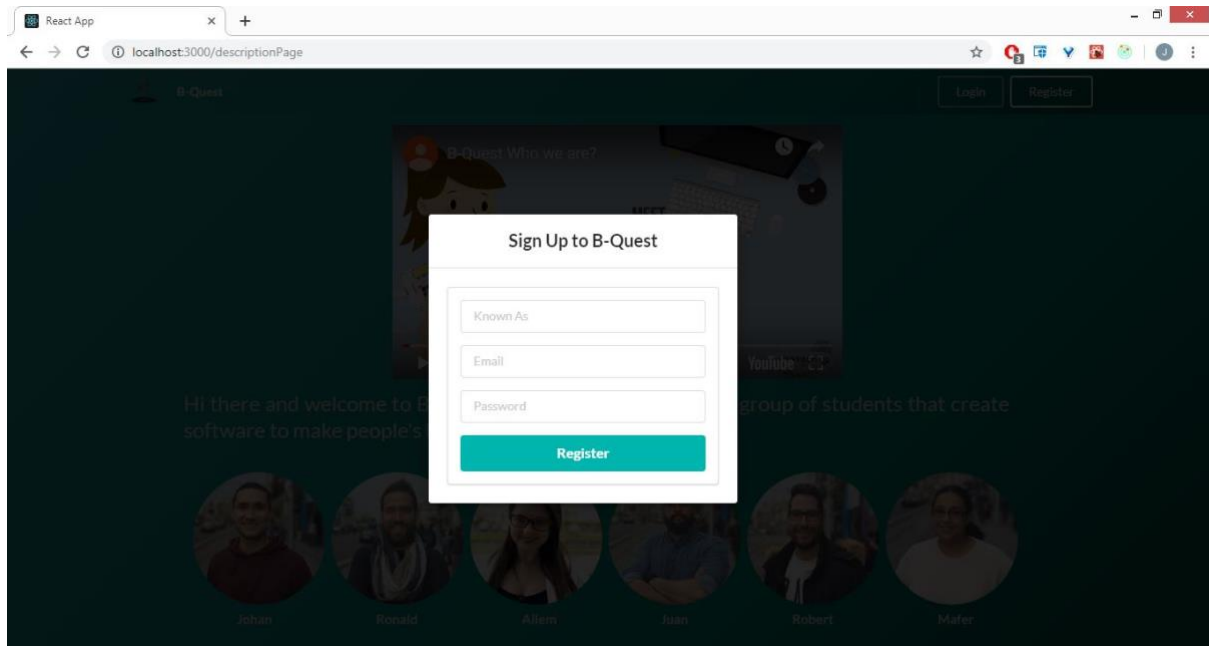 React App
localhost:3000/descriptionPage
3
J
B-Quest
Login
Register
B-Quest Who we are?
MEET
Sign Up to B-Quest
Known As
Email
Password
Register
YouTube
Hi there and welcome to B
group of students that create
software to make people's
Johan
Ronald
Allem
Juan
Robert
Mafer